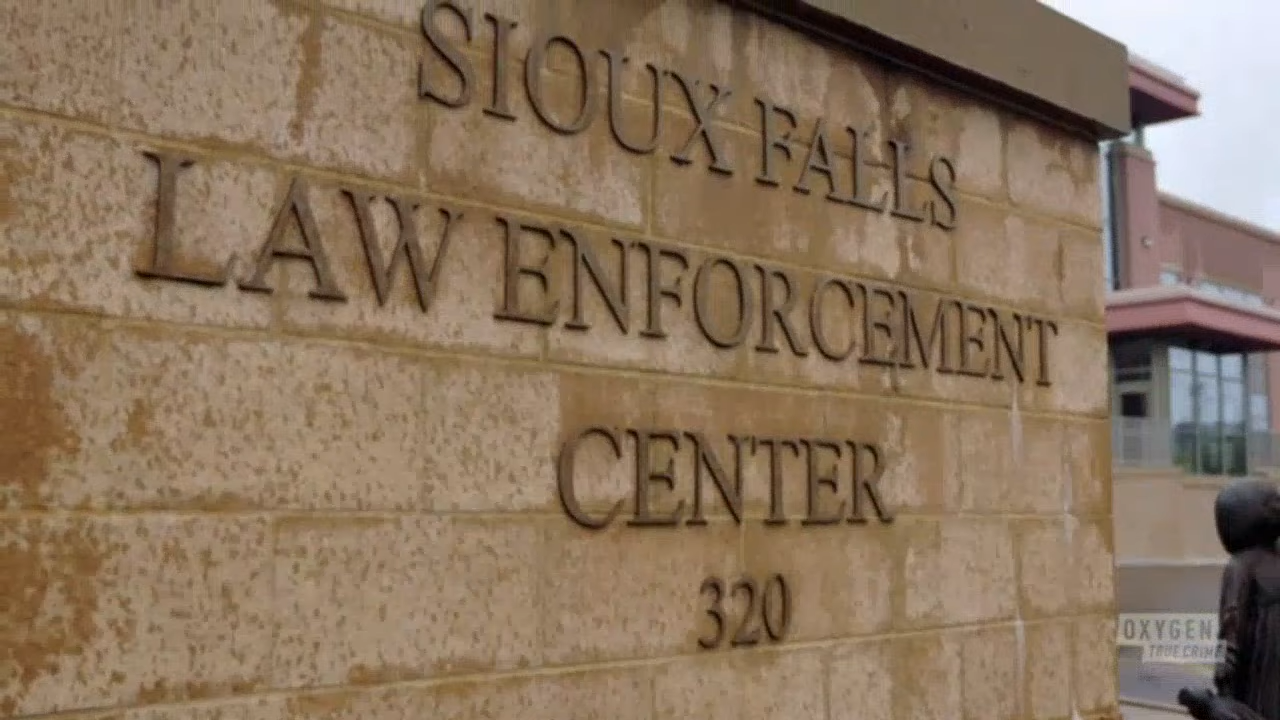 SIOUX FALLS
LAW ENFORCEMENT
CENTER
320
OXYGEN
TRUE CRIME